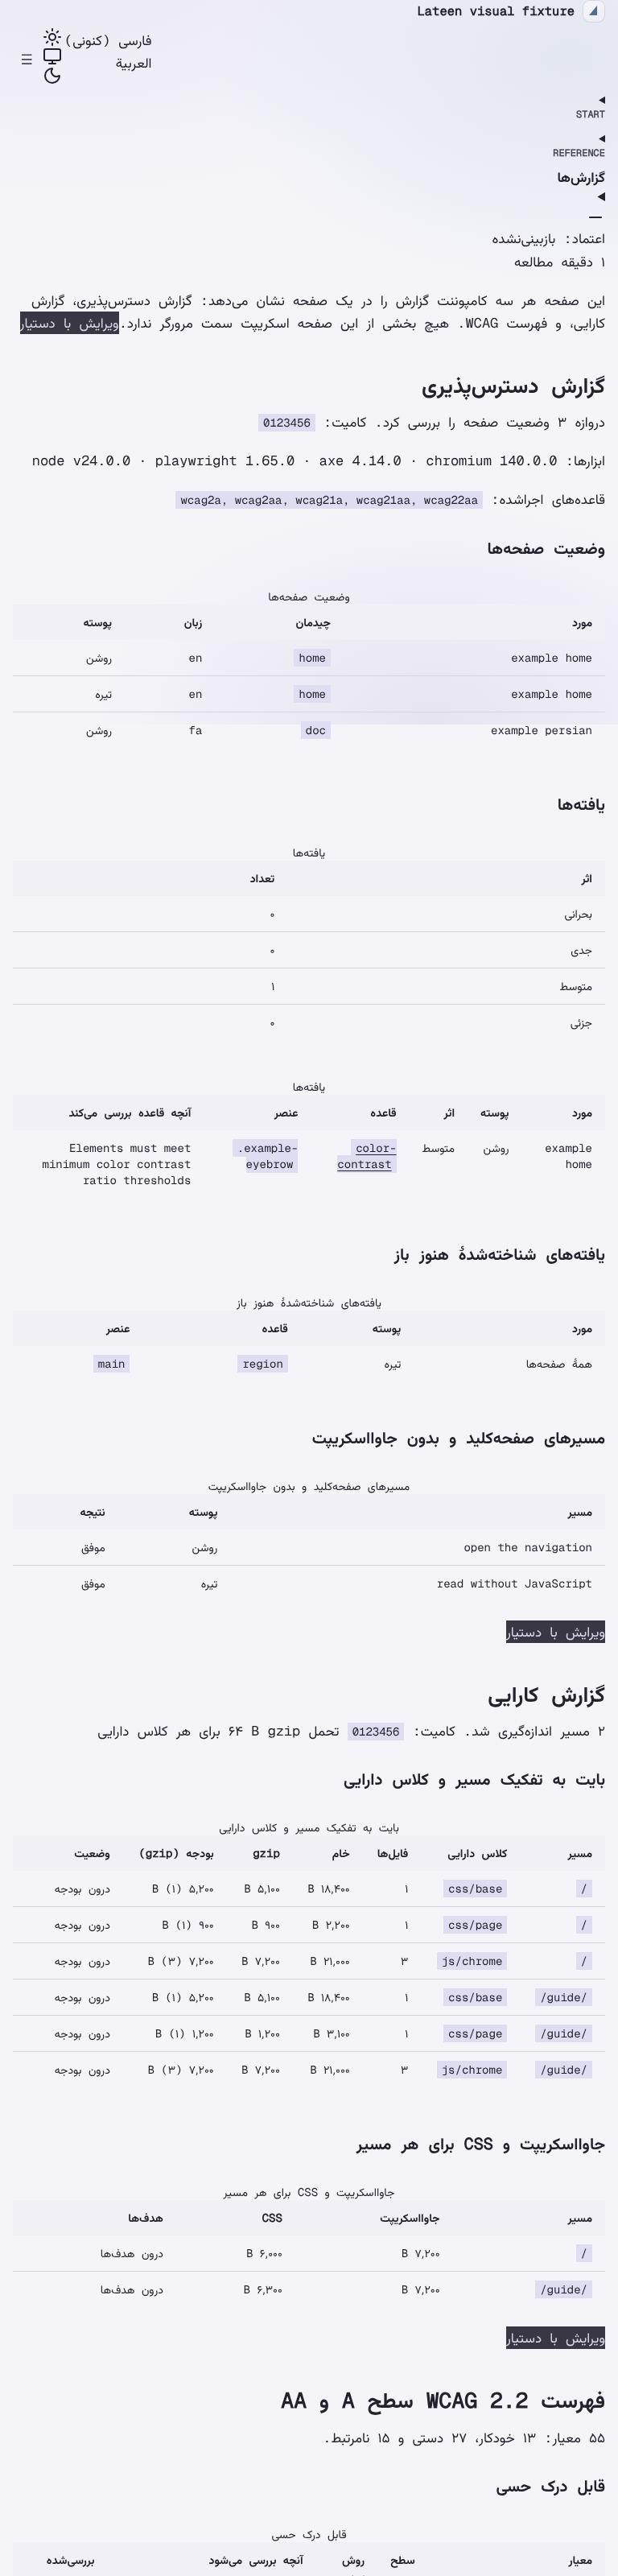 Lateen visual fixture
فارسی (کنونی)
العربية
START
REFERENCE
گزارش‌ها
اعتماد: بازبینی‌نشده
۱ دقیقه مطالعه
این صفحه هر سه کامپوننت گزارش را در یک صفحه نشان می‌دهد: گزارش دسترس‌پذیری، گزارش
کارایی، و فهرست WCAG. هیچ بخشی از این صفحه اسکریپت سمت مرورگر ندارد. ویرایش با دستیار
گزارش دسترس‌پذیری
دروازه ۳ وضعیت صفحه را بررسی کرد. کامیت: 0123456
ابزارها: node v24.0.0 · playwright 1.65.0 · axe 4.14.0 · chromium 140.0.0
قاعده‌های اجراشده: wcag2a, wcag2aa, wcag21a, wcag21aa, wcag22aa
وضعیت صفحه‌ها
وضعیت صفحه‌ها
مورد چیدمان زبان پوسته
example home home en روشن
example home home en تیره
example persian doc fa روشن
یافته‌ها
یافته‌ها
اثر تعداد
بحرانی ۰
جدی ۰
متوسط ۱
جزئی ۰
یافته‌ها
مورد پوسته اثر قاعده عنصر آنچه قاعده بررسی می‌کند
example home روشن متوسط color-contrast .example-eyebrow Elements must meet
minimum color contrast
ratio thresholds
یافته‌های شناخته‌شدهٔ هنوز باز
یافته‌های شناخته‌شدهٔ هنوز باز
مورد پوسته قاعده عنصر
همهٔ صفحه‌ها تیره region main
مسیرهای صفحه‌کلید و بدون جاوااسکریپت
مسیرهای صفحه‌کلید و بدون جاوااسکریپت
مسیر پوسته نتیجه
open the navigation روشن موفق
read without JavaScript تیره موفق
ویرایش با دستیار
گزارش کارایی
۲ مسیر اندازه‌گیری شد. کامیت: 0123456 تحمل ۶۴ B gzip برای هر کلاس دارایی
بایت به تفکیک مسیر و کلاس دارایی
بایت به تفکیک مسیر و کلاس دارایی
مسیر کلاس دارایی فایل‌ها خام gzip بودجه (gzip) وضعیت
/ css/base ۱ ۱۸٬۴۰۰ B ۵٬۱۰۰ B ۵٬۲۰۰ B (۱) درون بودجه
/ css/page ۱ ۲٬۲۰۰ B ۹۰۰ B ۹۰۰ B (۱) درون بودجه
/ js/chrome ۳ ۲۱٬۰۰۰ B ۷٬۲۰۰ B ۷٬۲۰۰ B (۳) درون بودجه
/guide/ css/base ۱ ۱۸٬۴۰۰ B ۵٬۱۰۰ B ۵٬۲۰۰ B (۱) درون بودجه
/guide/ css/page ۱ ۳٬۱۰۰ B ۱٬۲۰۰ B ۱٬۲۰۰ B (۱) درون بودجه
/guide/ js/chrome ۳ ۲۱٬۰۰۰ B ۷٬۲۰۰ B ۷٬۲۰۰ B (۳) درون بودجه
جاوااسکریپت و CSS برای هر مسیر
جاوااسکریپت و CSS برای هر مسیر
مسیر جاوااسکریپت CSS هدف‌ها
/ ۷٬۲۰۰ B ۶٬۰۰۰ B درون هدف‌ها
/guide/ ۷٬۲۰۰ B ۶٬۳۰۰ B درون هدف‌ها
ویرایش با دستیار
فهرست WCAG 2.2 سطح A و AA
۵۵ معیار: ۱۳ خودکار، ۲۷ دستی و ۱۵ نامرتبط.
قابل درک حسی
قابل درک حسی
معیار سطح روش آنچه بررسی می‌شود بررسی‌شده